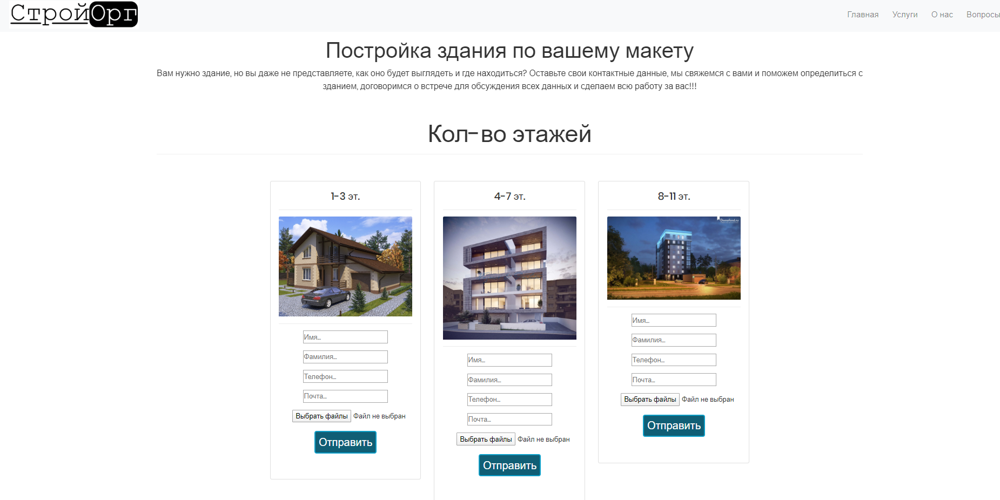 СтройОрг
Главная Услуги О нас Вопросы
Постройка здания по вашему макету
Вам нужно здание, но вы даже не представляете, как оно будет выглядеть и где находиться? Оставьте свои контактные данные, мы свяжемся с вами и поможем определиться с
зданием, договоримся о встрече для обсуждения всех данных и сделаем всю работу за вас!!!
Кол-во этажей
1-3 эт.
Имя...
Фамилия...
Телефон...
Почта...
Выбрать файлы Файл не выбран
Отправить
4-7 эт.
Имя...
Фамилия...
Телефон...
Почта...
Выбрать файлы Файл не выбран
Отправить
8-11 эт.
Domofond.ru
Имя...
Фамилия...
Телефон...
Почта...
Выбрать файлы Файл не выбран
Отправить